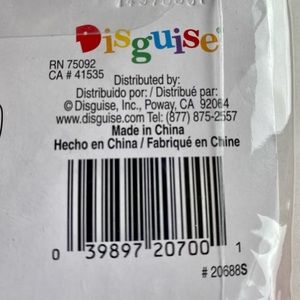 Disguise®
RN 75092
CA # 41535
Distributed by:
Distribuido por: / Distribué par:
© Disguise, Inc., Poway, CA 92064
www.disguise.com Tel: (877) 875-2557
Made in China
Hecho en China / Fabriqué en Chine
0 39897 20700 1
# 20688S